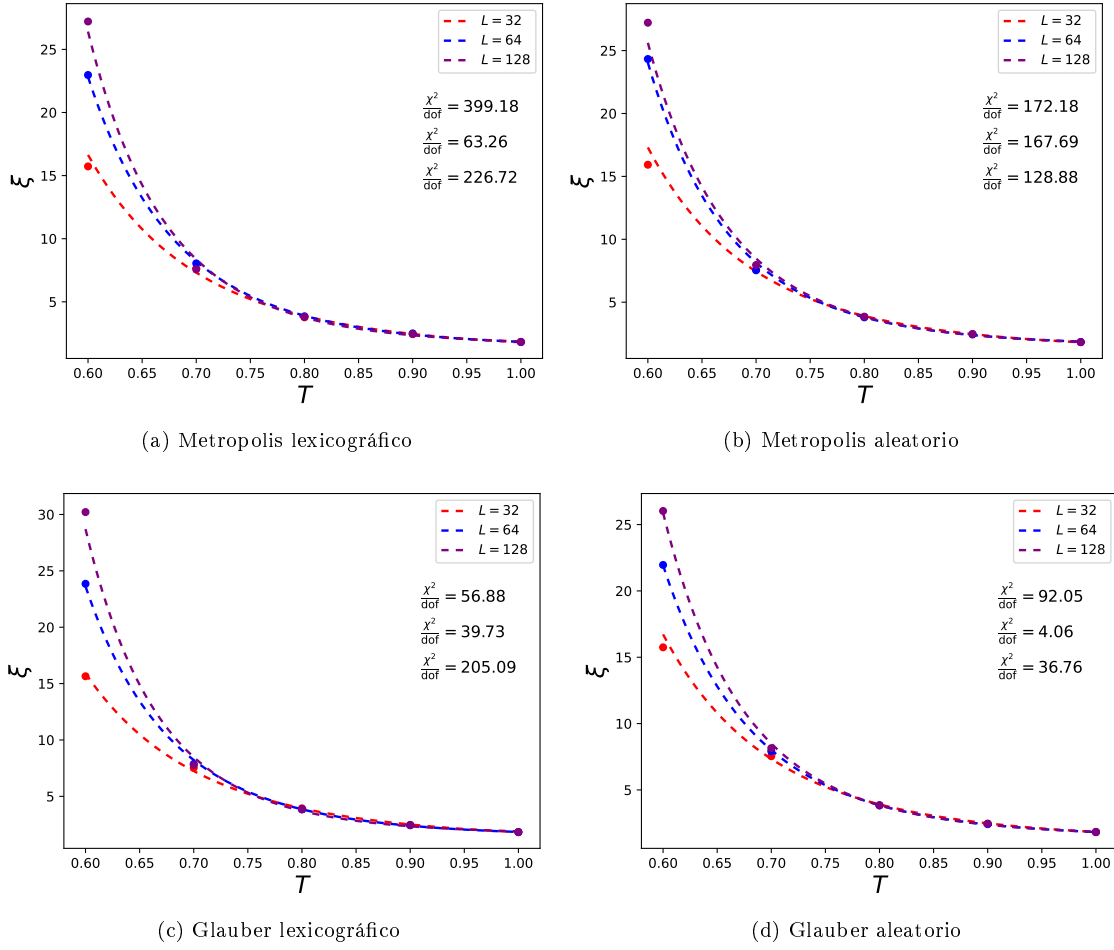 25
20
15
10
5
ξ
0.60 0.65 0.70 0.75 0.80 0.85 0.90 0.95 1.00
T
L = 32
L = 64
L = 128
χ²/dof = 399.18
χ²/dof = 63.26
χ²/dof = 226.72
(a) Metropolis lexicográfico
25
20
15
10
5
ξ
0.60 0.65 0.70 0.75 0.80 0.85 0.90 0.95 1.00
T
L = 32
L = 64
L = 128
χ²/dof = 172.18
χ²/dof = 167.69
χ²/dof = 128.88
(b) Metropolis aleatorio
30
25
20
15
10
5
ξ
0.60 0.65 0.70 0.75 0.80 0.85 0.90 0.95 1.00
T
L = 32
L = 64
L = 128
χ²/dof = 56.88
χ²/dof = 39.73
χ²/dof = 205.09
(c) Glauber lexicográfico
25
20
15
10
5
ξ
0.60 0.65 0.70 0.75 0.80 0.85 0.90 0.95 1.00
T
L = 32
L = 64
L = 128
χ²/dof = 92.05
χ²/dof = 4.06
χ²/dof = 36.76
(d) Glauber aleatorio